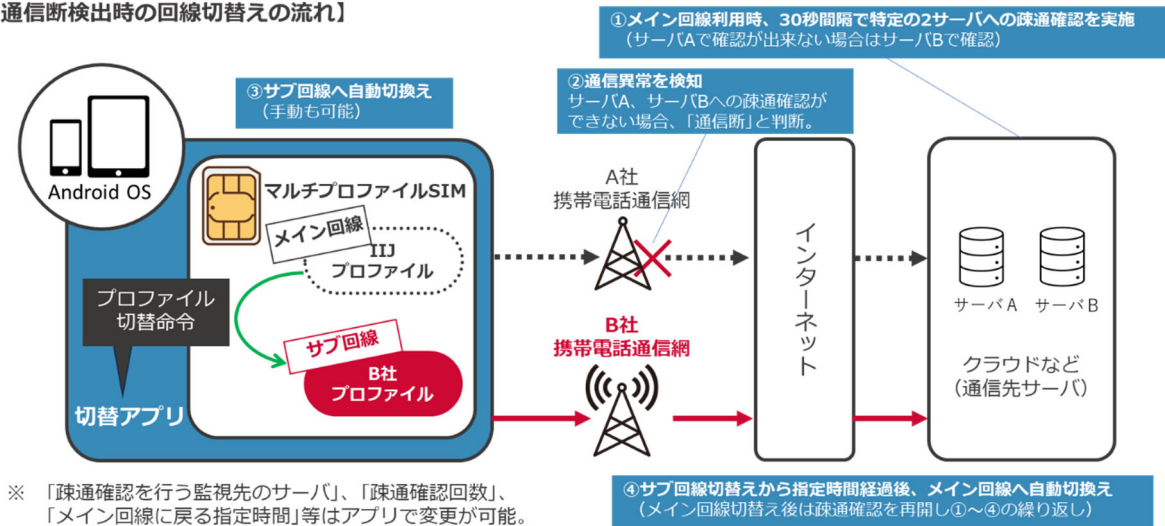 通信断検出時の回線切替えの流れ】
①メイン回線利用時、30秒間隔で特定の2サーバへの疎通確認を実施
（サーバAで確認が出来ない場合はサーバBで確認）
②通信異常を検知
サーバA、サーバBへの疎通確認が
できない場合、「通信断」と判断。
③サブ回線へ自動切換え
（手動も可能）
Android OS
マルチプロファイルSIM
メイン回線
IIJ
プロファイル
プロファイル
切替命令
サブ回線
B社
プロファイル
切替アプリ
A社
携帯電話通信網
B社
携帯電話通信網
インターネット
サーバA サーバB
クラウドなど
（通信先サーバ）
④サブ回線切替えから指定時間経過後、メイン回線へ自動切換え
（メイン回線切替え後は疎通確認を再開し①～④の繰り返し）
※ 「疎通確認を行う監視先のサーバ」、「疎通確認回数」、
「メイン回線に戻る指定時間」等はアプリで変更が可能。